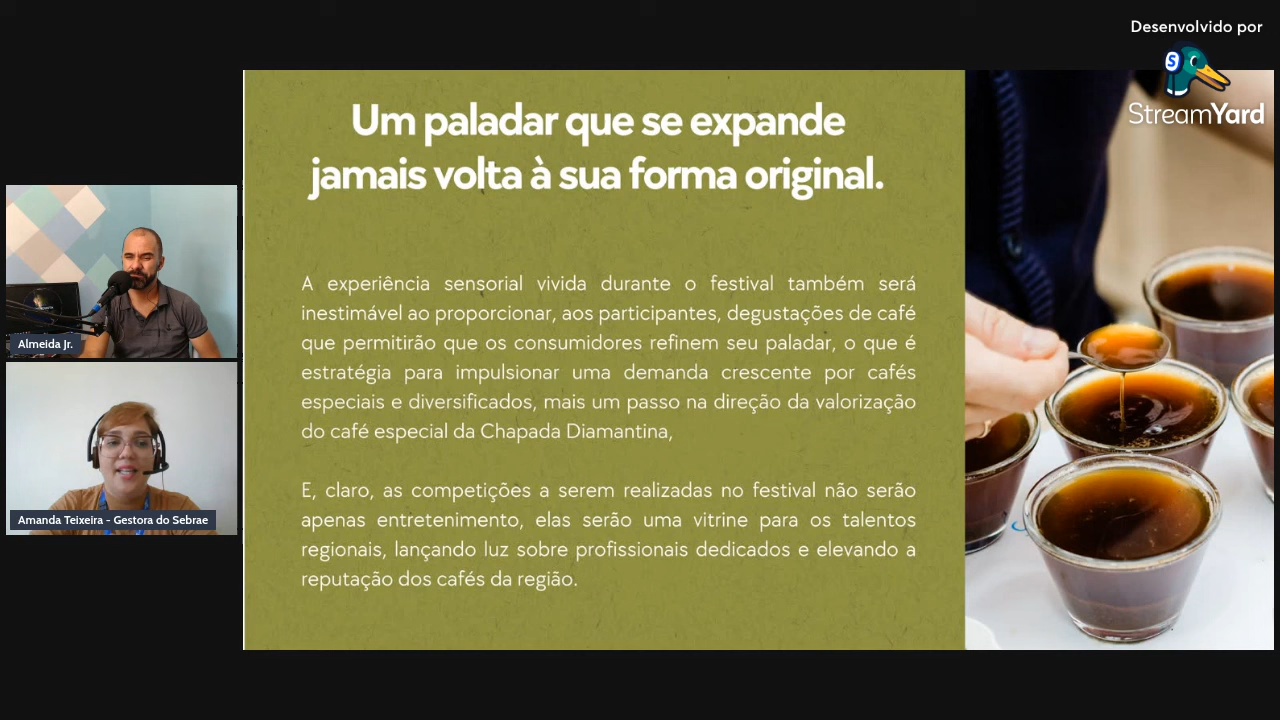 Desenvolvido por
S
StreamYard
Um paladar que se expande
jamais volta à sua forma original.
A experiência sensorial vivida durante o festival também será
inestimável ao proporcionar, aos participantes, degustações de café
que permitirão que os consumidores refinem seu paladar, o que é
estratégia para impulsionar uma demanda crescente por cafés
especiais e diversificados, mais um passo na direção da valorização
do café especial da Chapada Diamantina,
E, claro, as competições a serem realizadas no festival não serão
apenas entretenimento, elas serão uma vitrine para os talentos
regionais, lançando luz sobre profissionais dedicados e elevando a
reputação dos cafés da região.
Almeida Jr.
Amanda Teixeira - Gestora do Sebrae